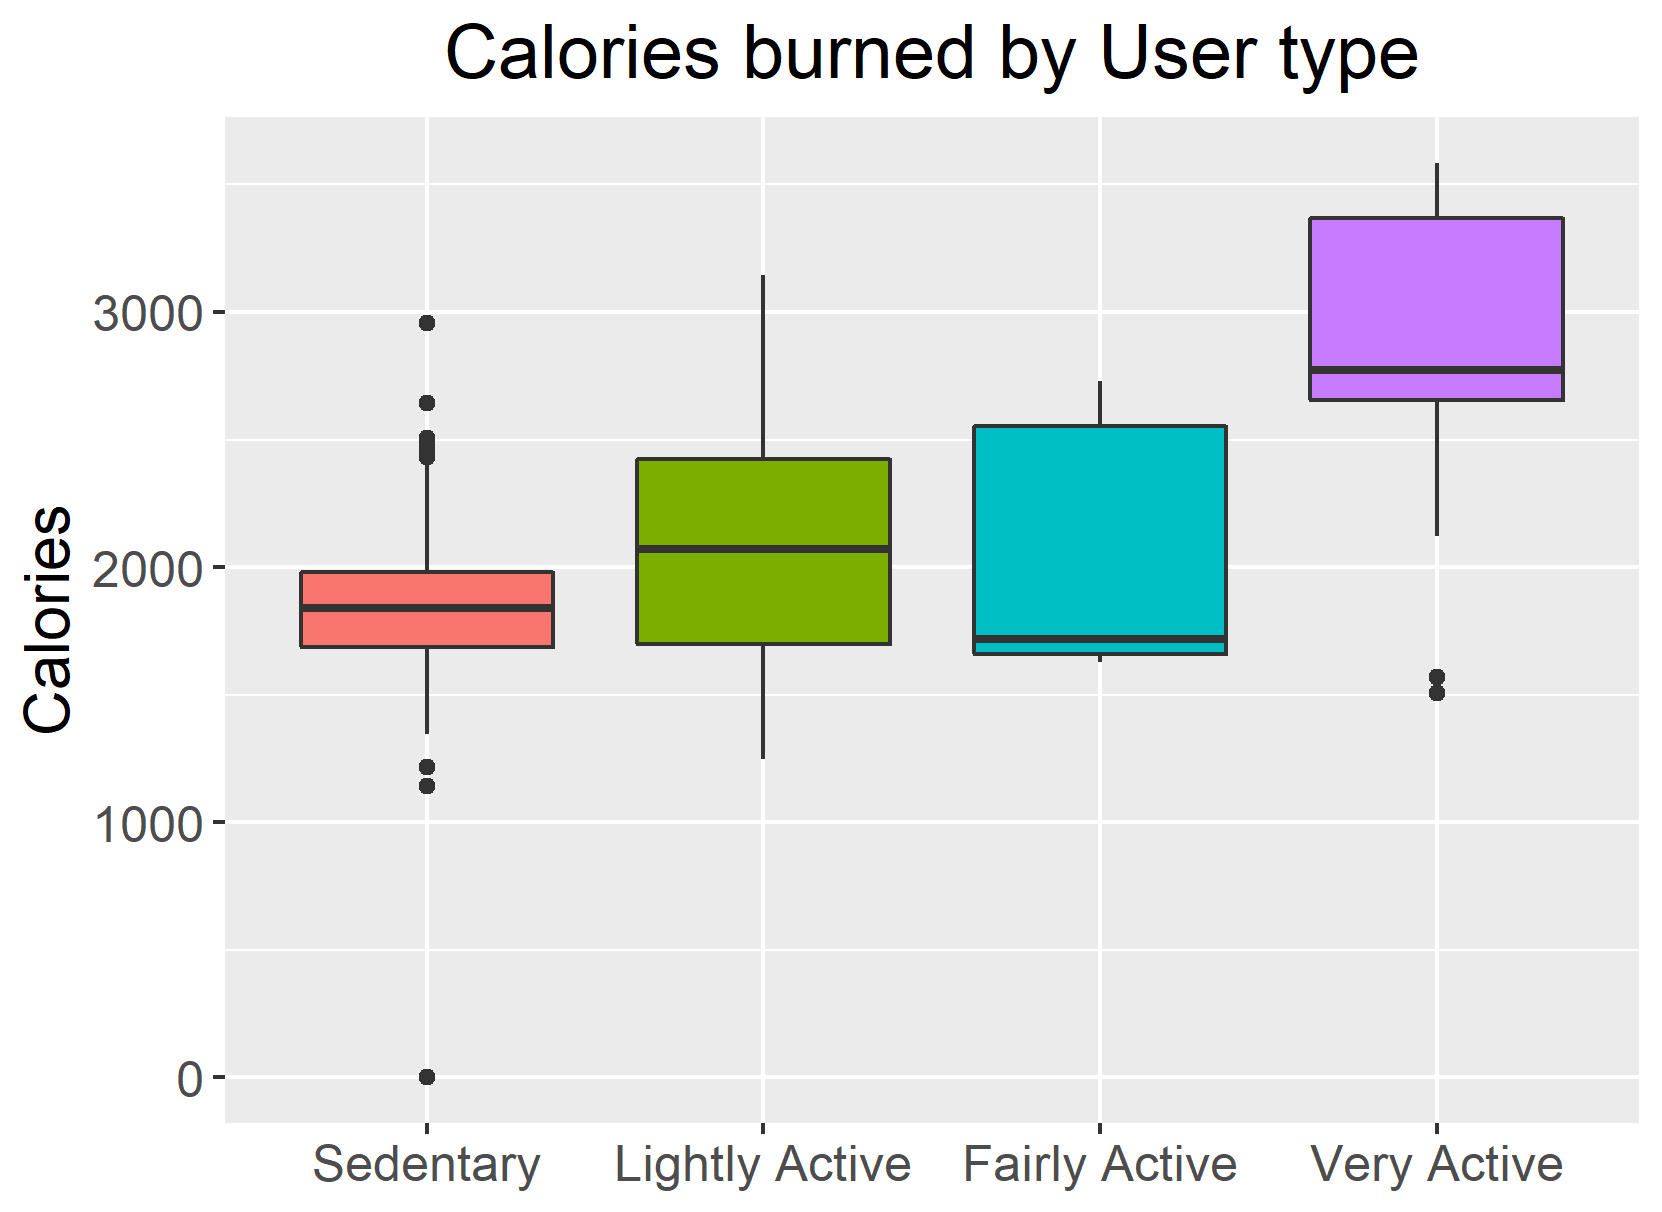 Calories burned by User type
Calories
3000
2000
1000
0
Sedentary Lightly Active Fairly Active Very Active